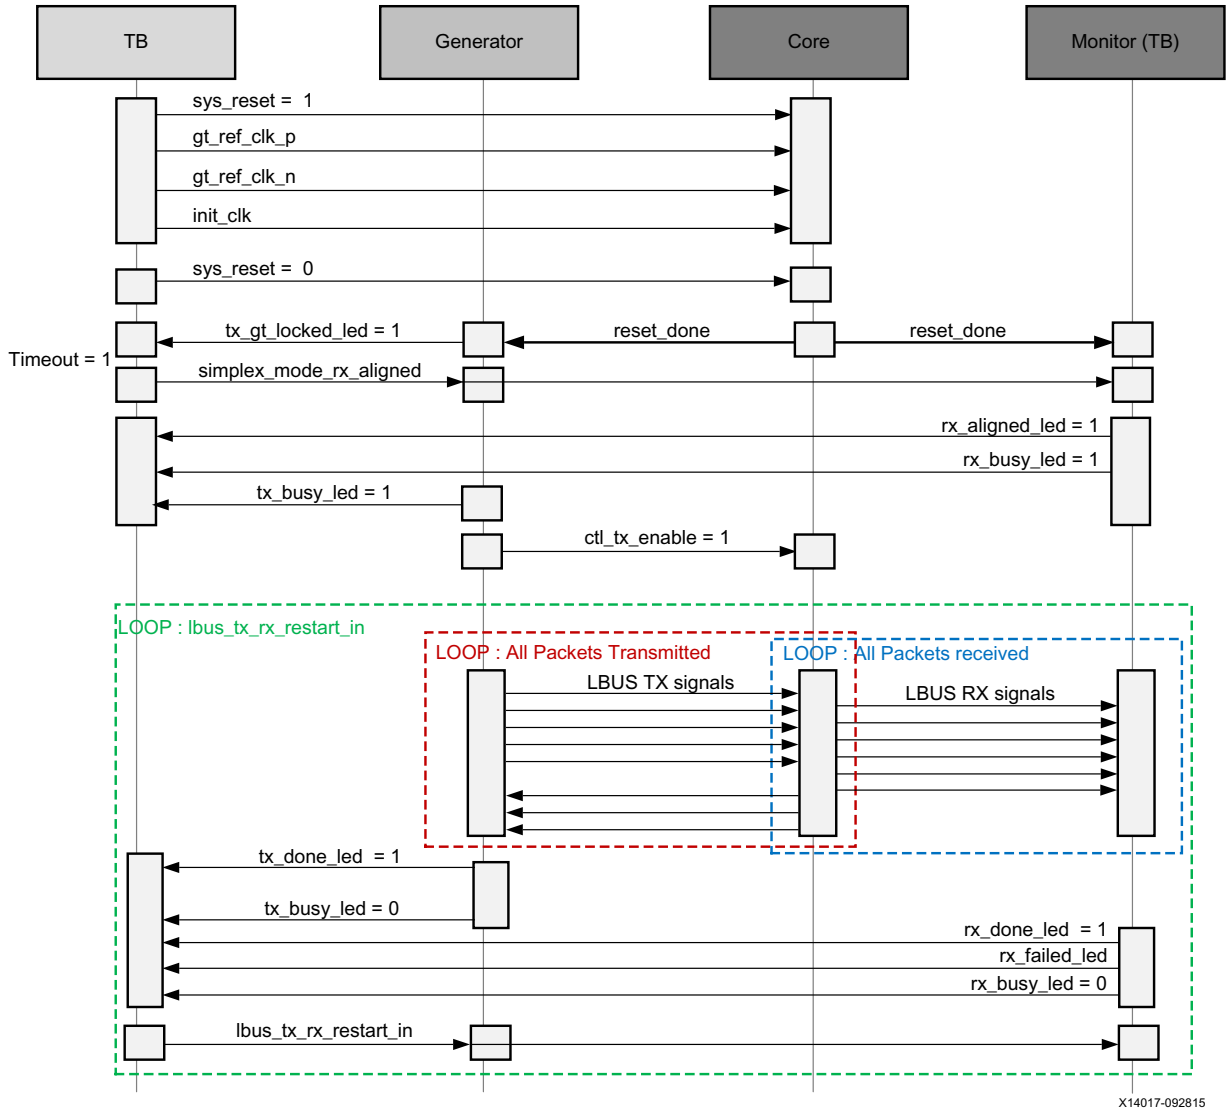 TB
Generator
Core
Monitor (TB)
sys_reset = 1
gt_ref_clk_p
gt_ref_clk_n
init_clk
sys_reset = 0
tx_gt_locked_led = 1
reset_done
reset_done
Timeout = 1
simplex_mode_rx_aligned
rx_aligned_led = 1
rx_busy_led = 1
tx_busy_led = 1
ctl_tx_enable = 1
LOOP : lbus_tx_rx_restart_in
LOOP : All Packets Transmitted
LOOP : All Packets received
LBUS TX signals
LBUS RX signals
tx_done_led = 1
tx_busy_led = 0
rx_done_led = 1
rx_failed_led
rx_busy_led = 0
lbus_tx_rx_restart_in
X14017-092815